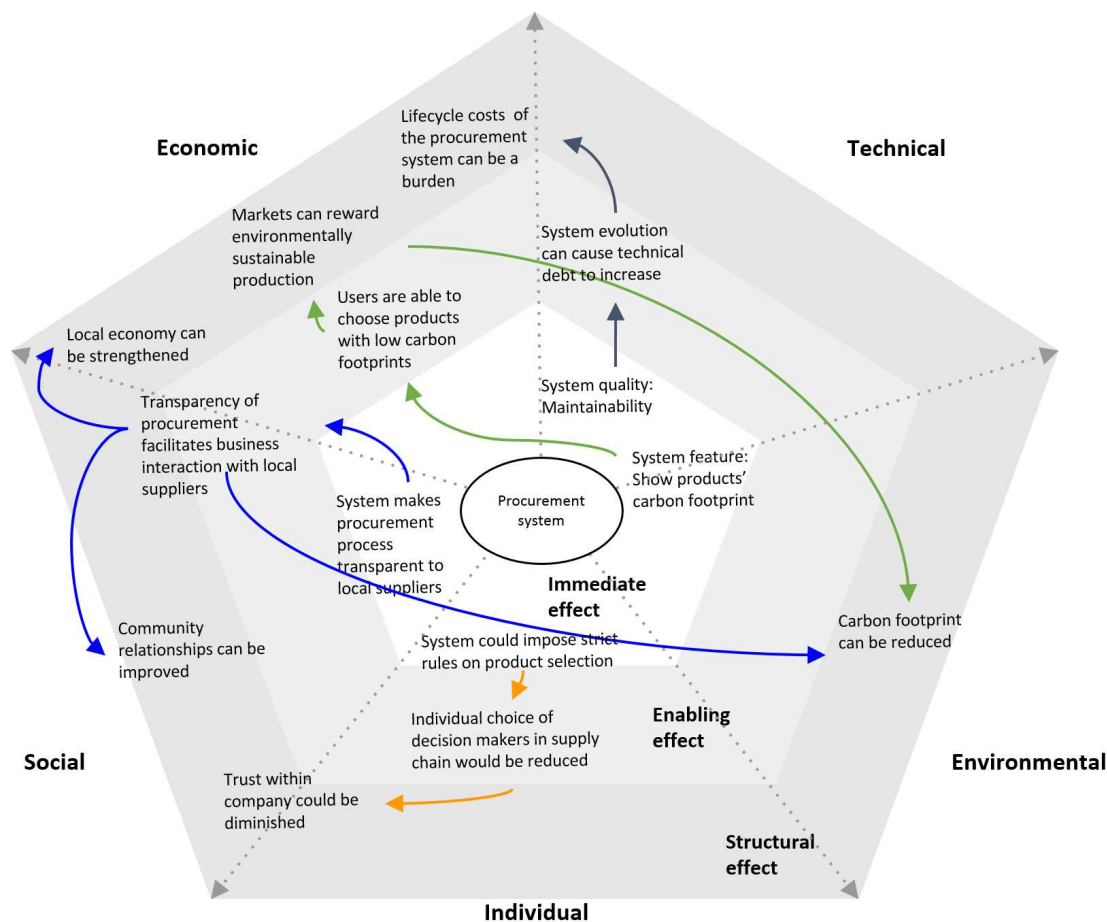 Economic
Technical
Lifecycle costs of
the procurement
system can be a
burden
Markets can reward
environmentally
sustainable
production
System evolution
can cause technical
debt to increase
Users are able to
choose products
with low carbon
footprints
Local economy can
be strengthened
Transparency of
procurement
facilitates business
interaction with local
suppliers
System quality:
Maintainability
System feature:
Show products'
carbon footprint
System makes
procurement
process
transparent to
local suppliers
Procurement
system
Immediate
effect
System could impose strict
rules on product selection
Carbon footprint
can be reduced
Community
relationships can be
improved
Individual choice of
decision makers in supply
chain would be reduced
Enabling
effect
Social
Environmental
Trust within
company could be
diminished
Structural
effect
Individual